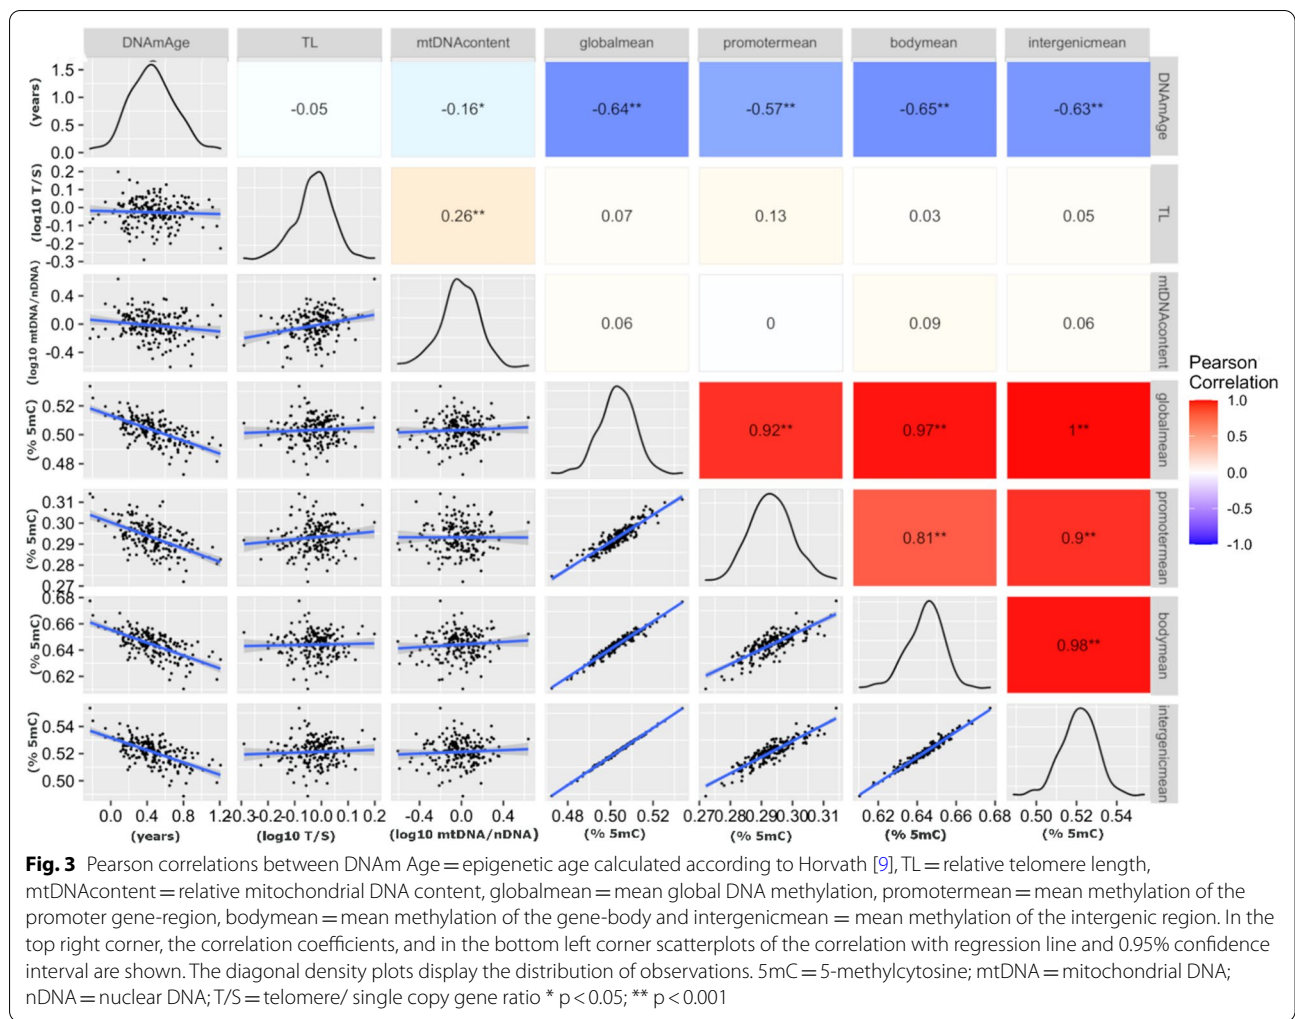 DNAmAge TL mtDNAcontent globalmean promotermean bodymean intergenicmean
(years)
1.5
1.0
0.5
0.0
-0.05 -0.16* -0.64** -0.57** -0.65** -0.63**
DNAmAge
(log10 T/S)
0.2
0.1
0.0
-0.1
-0.2
-0.3
0.26** 0.07 0.13 0.03 0.05
TL
(log10 mtDNA/nDNA)
0.4
0.0
-0.4
0.06 0 0.09 0.06
mtDNAcontent
(% 5mC)
0.52
0.50
0.48
0.92** 0.97** 1**
globalmean
(% 5mC)
0.31
0.30
0.29
0.28
0.27
0.81** 0.9**
promotermean
(% 5mC)
0.68
0.66
0.64
0.62
0.98**
bodymean
(% 5mC)
0.54
0.52
0.50
intergenicmean
0.0 0.4 0.8 1.2 -0.3 -0.2 -0.1 0.0 0.1 0.2 -0.4 0.0 0.4 0.48 0.50 0.52 0.27 0.28 0.29 0.30 0.31 0.62 0.64 0.66 0.68 0.50 0.52 0.54
(years) (log10 T/S) (log10 mtDNA/nDNA) (% 5mC) (% 5mC) (% 5mC) (% 5mC)
Pearson
Correlation
1.0
0.5
0.0
-0.5
-1.0
Fig. 3 Pearson correlations between DNAm Age = epigenetic age calculated according to Horvath [9], TL = relative telomere length,
mtDNAcontent = relative mitochondrial DNA content, globalmean = mean global DNA methylation, promotermean = mean methylation of the
promoter gene-region, bodymean = mean methylation of the gene-body and intergenicmean = mean methylation of the intergenic region. In the
top right corner, the correlation coefficients, and in the bottom left corner scatterplots of the correlation with regression line and 0.95% confidence
interval are shown. The diagonal density plots display the distribution of observations. 5mC = 5-methylcytosine; mtDNA = mitochondrial DNA;
nDNA = nuclear DNA; T/S = telomere/ single copy gene ratio * p < 0.05; ** p < 0.001